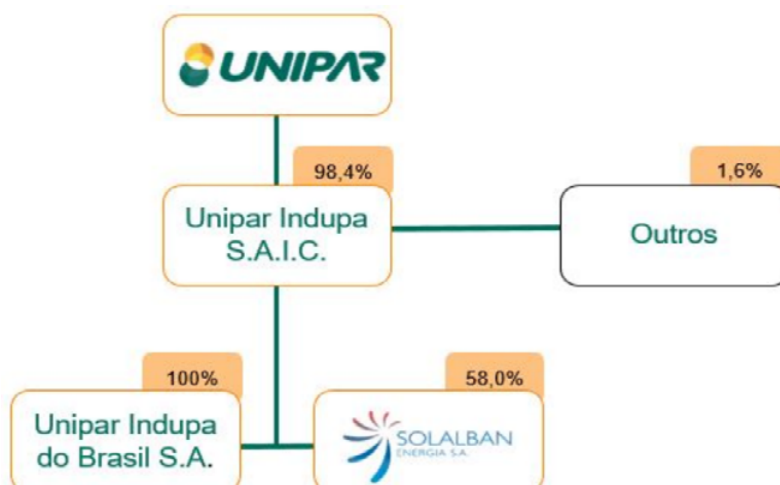 UNIPAR
98,4%
1,6%
Unipar Indupa
S.A.I.C.
Outros
100%
58,0%
Unipar Indupa
do Brasil S.A.
SOLALBAN
ENERGIA S.A.